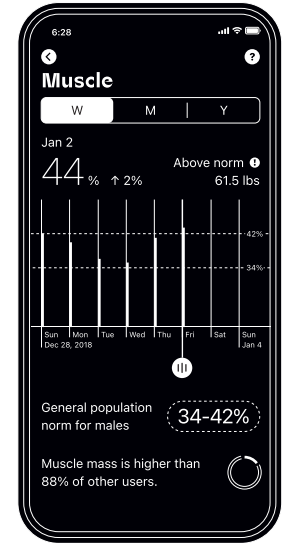 6:28
?
Muscle
W M Y
Jan 2
44 % ↑ 2%
Above norm !
61.5 lbs
42%
34%
Sun Mon Tue Wed Thu Fri Sat Sun
Dec 28, 2018 Jan 4
General population
norm for males
34-42%
Muscle mass is higher than
88% of other users.